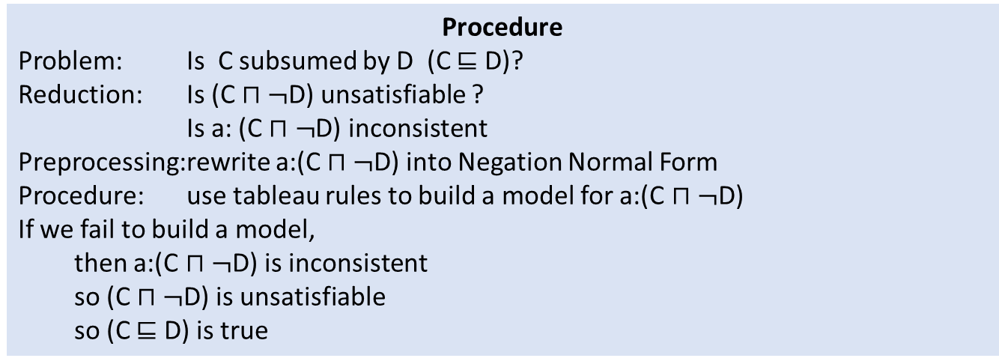 Procedure
Problem: Is C subsumed by D (C ⊑ D)?
Reduction: Is (C ⊓ ¬D) unsatisfiable ?
Is a: (C ⊓ ¬D) inconsistent
Preprocessing:rewrite a:(C ⊓ ¬D) into Negation Normal Form
Procedure: use tableau rules to build a model for a:(C ⊓ ¬D)
If we fail to build a model,
then a:(C ⊓ ¬D) is inconsistent
so (C ⊓ ¬D) is unsatisfiable
so (C ⊑ D) is true